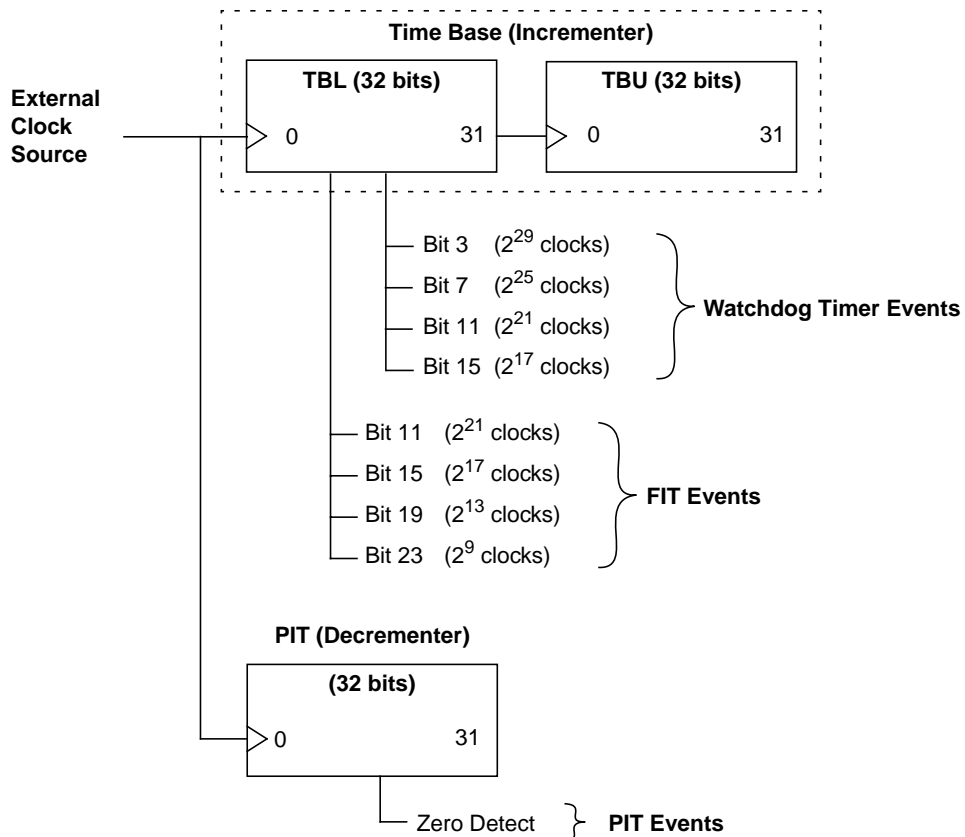 Time Base (Incrementer)
TBL (32 bits)
TBU (32 bits)
External
Clock
Source
0
31
0
31
Bit 3 (2^29 clocks)
Bit 7 (2^25 clocks)
Bit 11 (2^21 clocks)
Bit 15 (2^17 clocks)
Watchdog Timer Events
Bit 11 (2^21 clocks)
Bit 15 (2^17 clocks)
Bit 19 (2^13 clocks)
Bit 23 (2^9 clocks)
FIT Events
PIT (Decrementer)
(32 bits)
0
31
Zero Detect
PIT Events